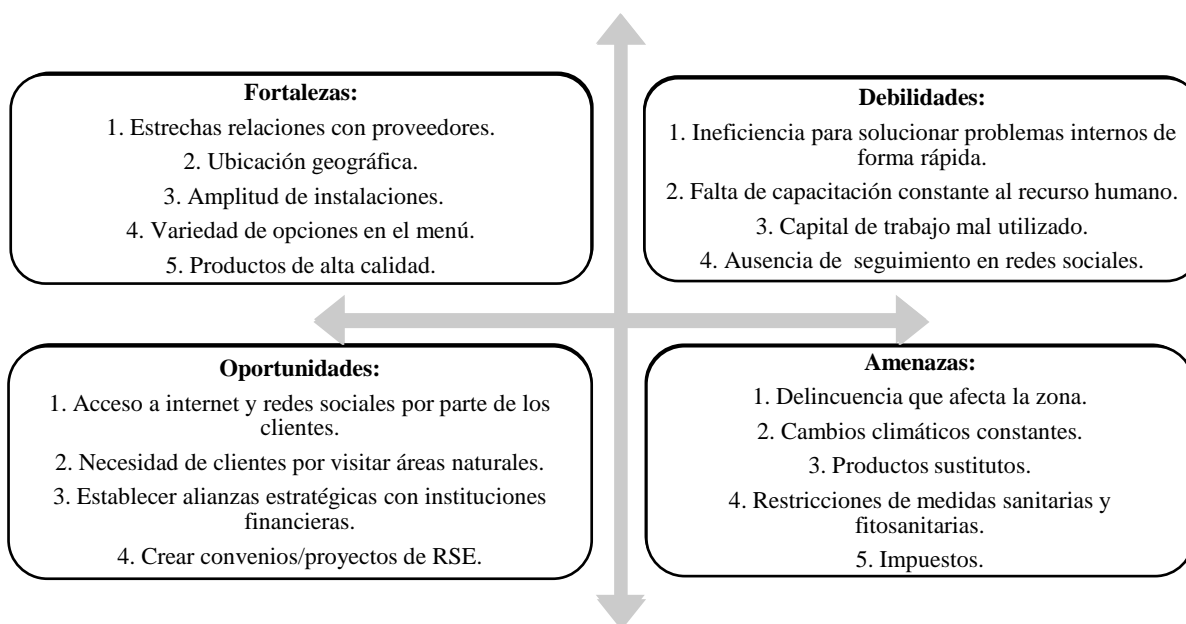 Fortalezas:
1. Estrechas relaciones con proveedores.
2. Ubicación geográfica.
3. Amplitud de instalaciones.
4. Variedad de opciones en el menú.
5. Productos de alta calidad.
Debilidades:
1. Ineficiencia para solucionar problemas internos de
forma rápida.
2. Falta de capacitación constante al recurso humano.
3. Capital de trabajo mal utilizado.
4. Ausencia de seguimiento en redes sociales.
Oportunidades:
1. Acceso a internet y redes sociales por parte de los
clientes.
2. Necesidad de clientes por visitar áreas naturales.
3. Establecer alianzas estratégicas con instituciones
financieras.
4. Crear convenios/proyectos de RSE.
Amenazas:
1. Delincuencia que afecta la zona.
2. Cambios climáticos constantes.
3. Productos sustitutos.
4. Restricciones de medidas sanitarias y
fitosanitarias.
5. Impuestos.